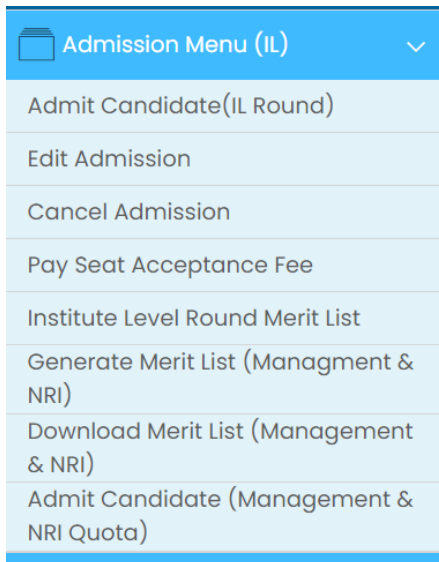 Admission Menu (IL)
Admit Candidate(IL Round)
Edit Admission
Cancel Admission
Pay Seat Acceptance Fee
Institute Level Round Merit List
Generate Merit List (Managment &
NRI)
Download Merit List (Management
& NRI)
Admit Candidate (Management &
NRI Quota)